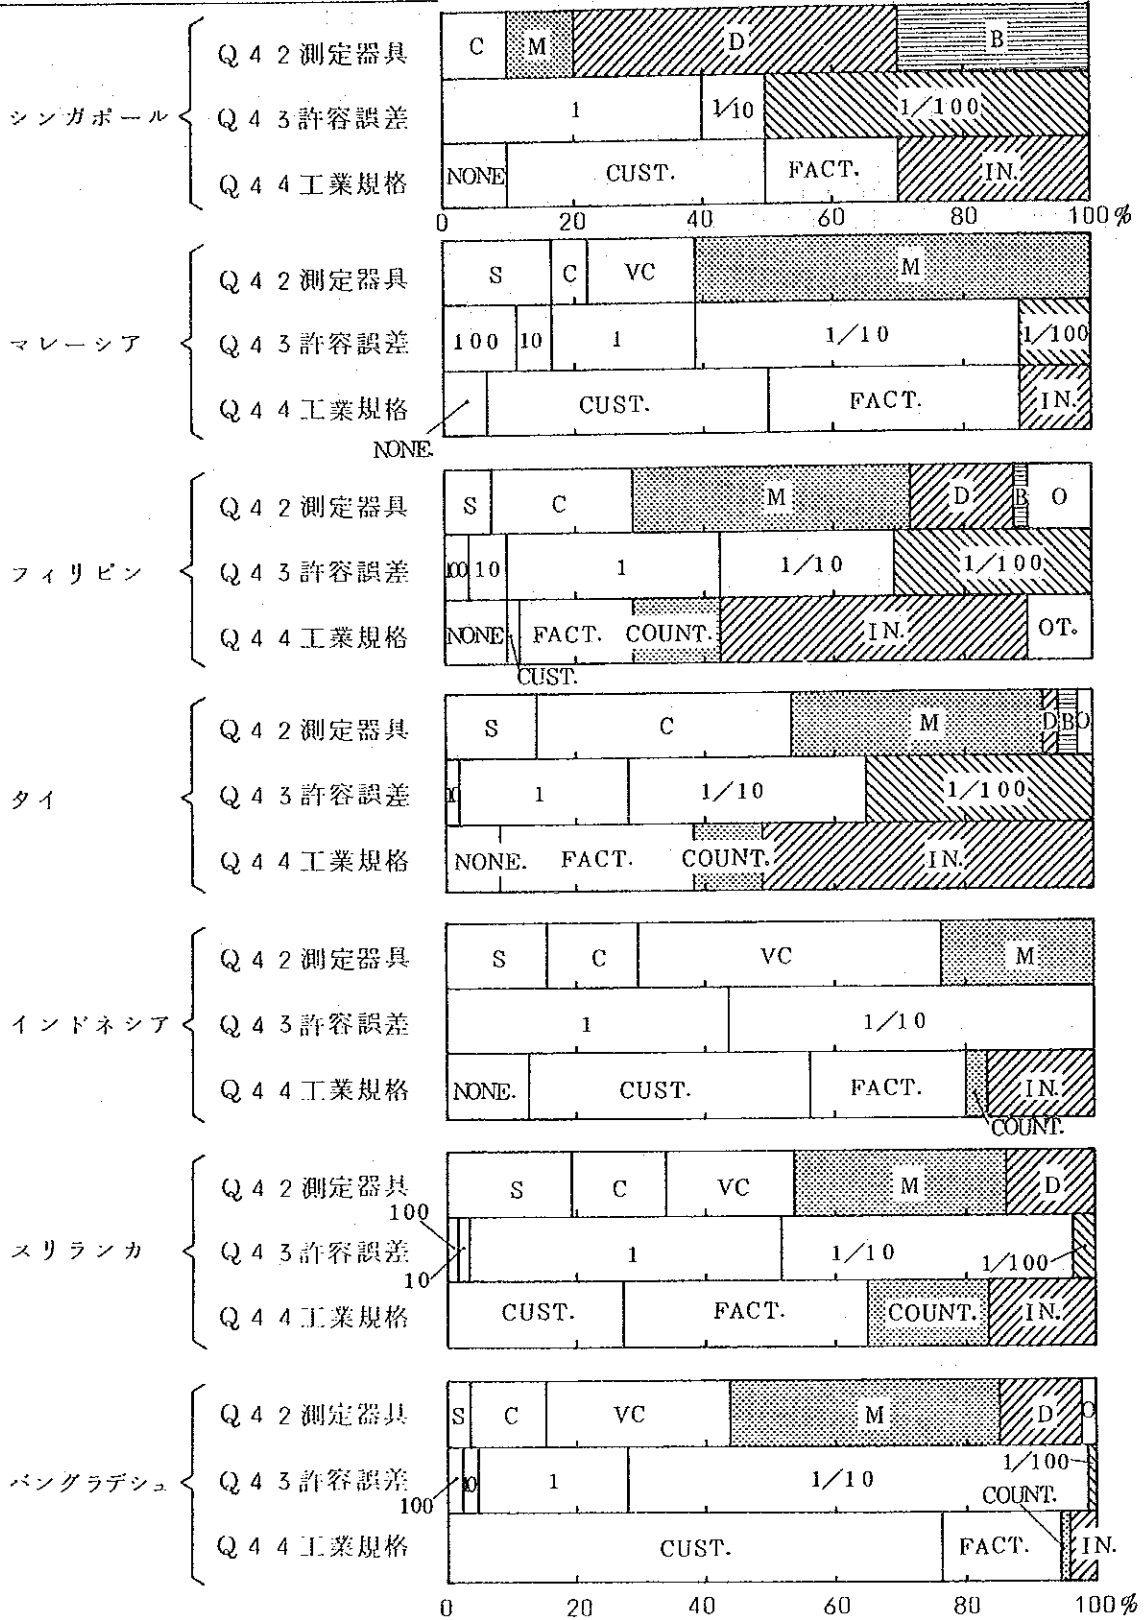 Q42測定器具 C M D B
シンガポール Q43許容誤差 1 1/10 1/100
Q44工業規格 NONE CUST. FACT. IN.
0 20 40 60 80 100%
Q42測定器具 S C VC M
マレーシア Q43許容誤差 100 10 1 1/10 1/100
Q44工業規格 CUST. FACT. IN.
NONE.
Q42測定器具 S C M D B O
フィリピン Q43許容誤差 100 10 1 1/10 1/100
Q44工業規格 NONE FACT. COUNT. IN. OT.
CUST.
Q42測定器具 S C M D B O
タイ Q43許容誤差 1 1/10 1/100
Q44工業規格 NONE. FACT. COUNT. IN.
Q42測定器具 S C VC M
インドネシア Q43許容誤差 1 1/10
Q44工業規格 NONE. CUST. FACT. IN.
COUNT.
Q42測定器具 S C VC M D
100
スリランカ Q43許容誤差 1 1/10 1/100
10
Q44工業規格 CUST. FACT. COUNT. IN.
Q42測定器具 S C VC M D O
バングラデシュ Q43許容誤差 100 1 1/10 1/100
COUNT.
Q44工業規格 CUST. FACT. IN.
0 20 40 60 80 100%